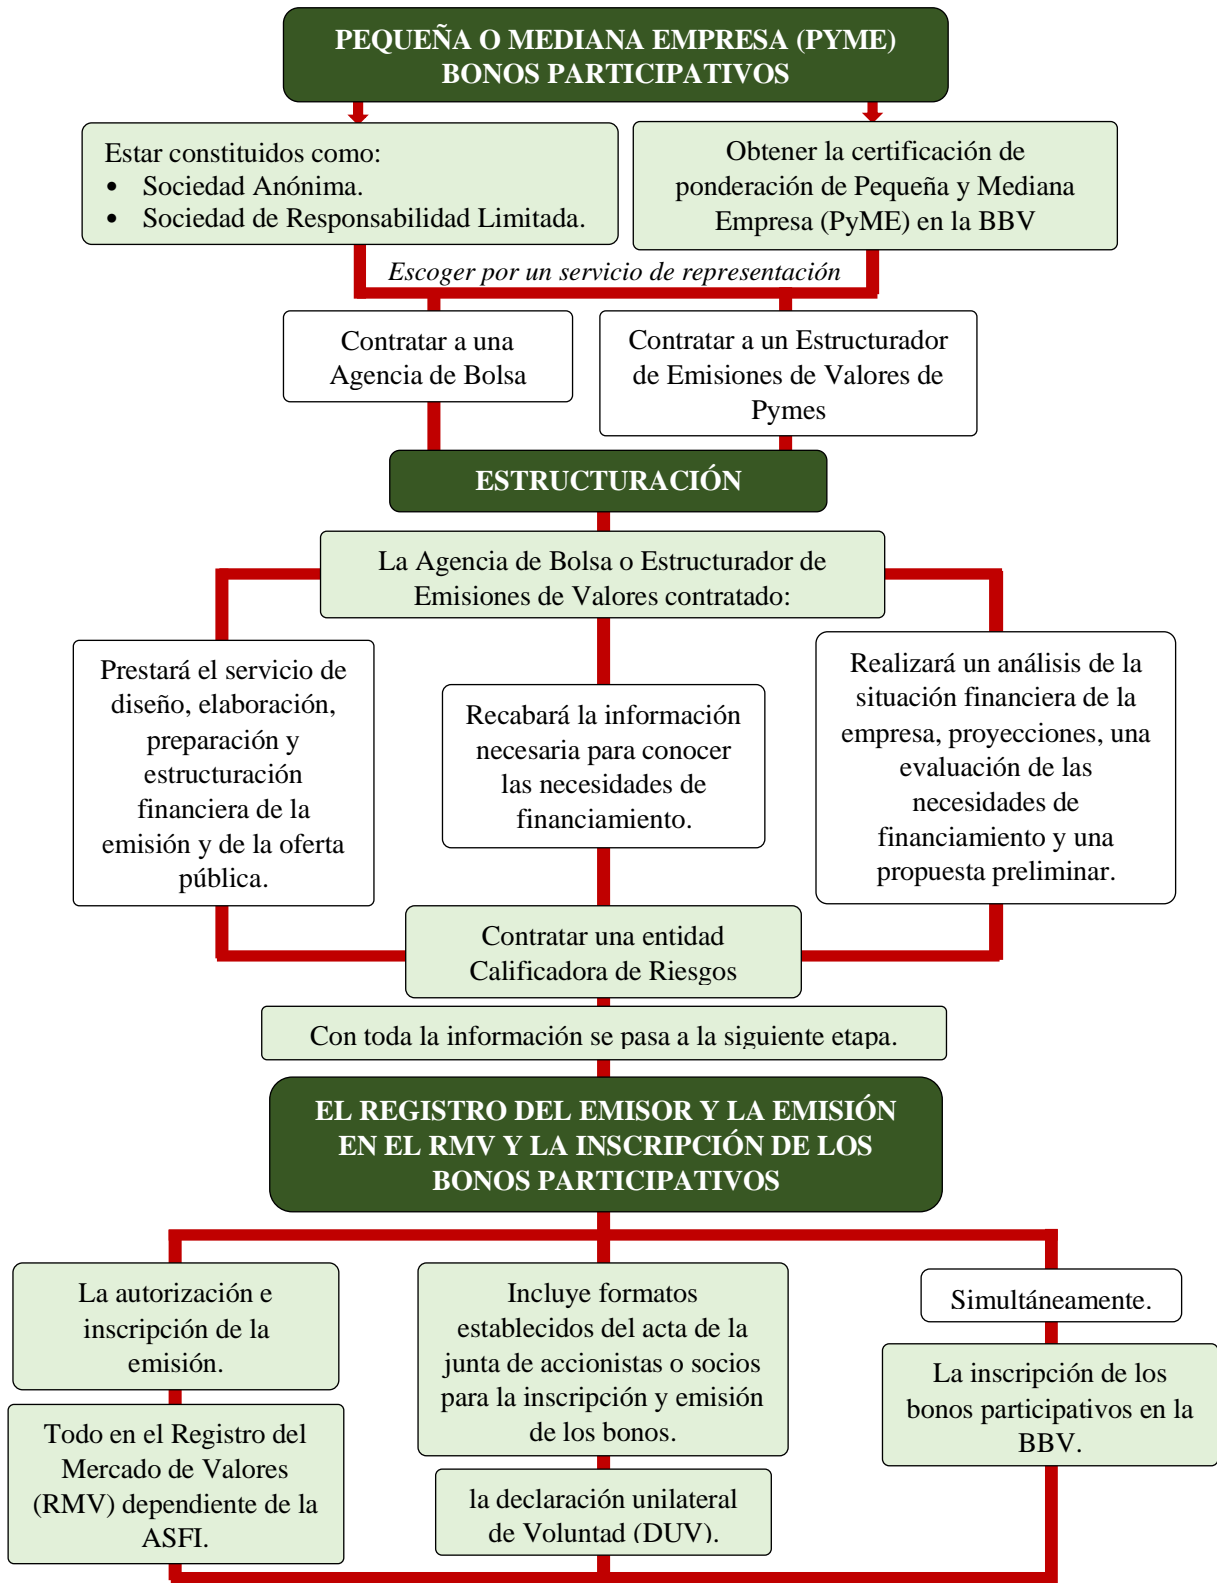 PEQUEÑA O MEDIANA EMPRESA (PYME)
BONOS PARTICIPATIVOS
Estar constituidos como:
• Sociedad Anónima.
• Sociedad de Responsabilidad Limitada.
Obtener la certificación de
ponderación de Pequeña y Mediana
Empresa (PyME) en la BBV
Escoger por un servicio de representación
Contratar a una
Agencia de Bolsa
Contratar a un Estructurador
de Emisiones de Valores de
Pymes
ESTRUCTURACIÓN
La Agencia de Bolsa o Estructurador de
Emisiones de Valores contratado:
Prestará el servicio de
diseño, elaboración,
preparación y
estructuración
financiera de la
emisión y de la oferta
pública.
Recabará la información
necesaria para conocer
las necesidades de
financiamiento.
Realizará un análisis de la
situación financiera de la
empresa, proyecciones, una
evaluación de las
necesidades de
financiamiento y una
propuesta preliminar.
Contratar una entidad
Calificadora de Riesgos
Con toda la información se pasa a la siguiente etapa.
EL REGISTRO DEL EMISOR Y LA EMISIÓN
EN EL RMV Y LA INSCRIPCIÓN DE LOS
BONOS PARTICIPATIVOS
La autorización e
inscripción de la
emisión.
Todo en el Registro del
Mercado de Valores
(RMV) dependiente de la
ASFI.
Incluye formatos
establecidos del acta de la
junta de accionistas o socios
para la inscripción y emisión
de los bonos.
la declaración unilateral
de Voluntad (DUV).
Simultáneamente.
La inscripción de los
bonos participativos en la
BBV.